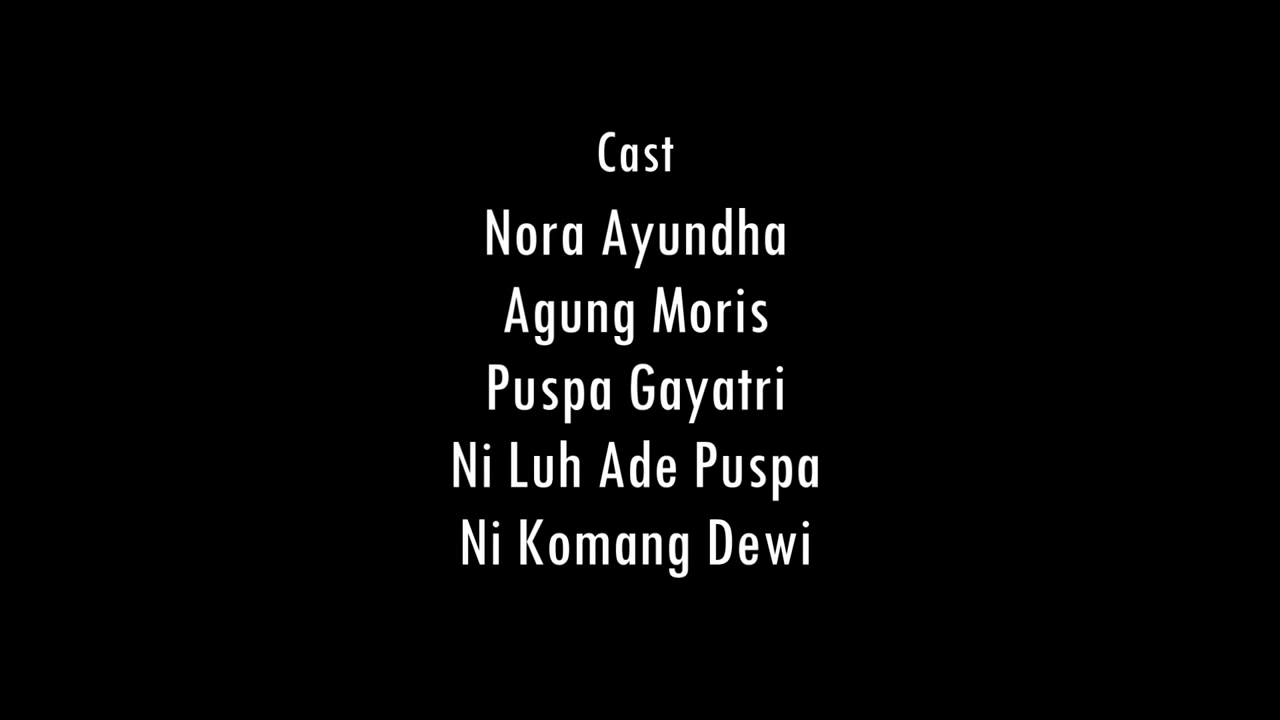 Cast
Nora Ayundha
Agung Moris
Puspa Gayatri
Ni Luh Ade Puspa
Ni Komang Dewi